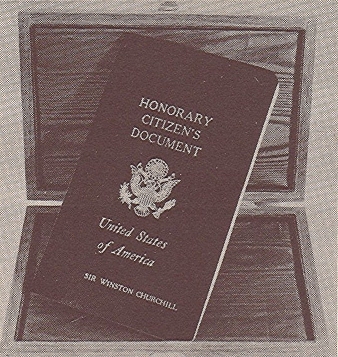 HONORARY
CITIZEN'S
DOCUMENT
United States
of America
SIR WINSTON CHURCHILL